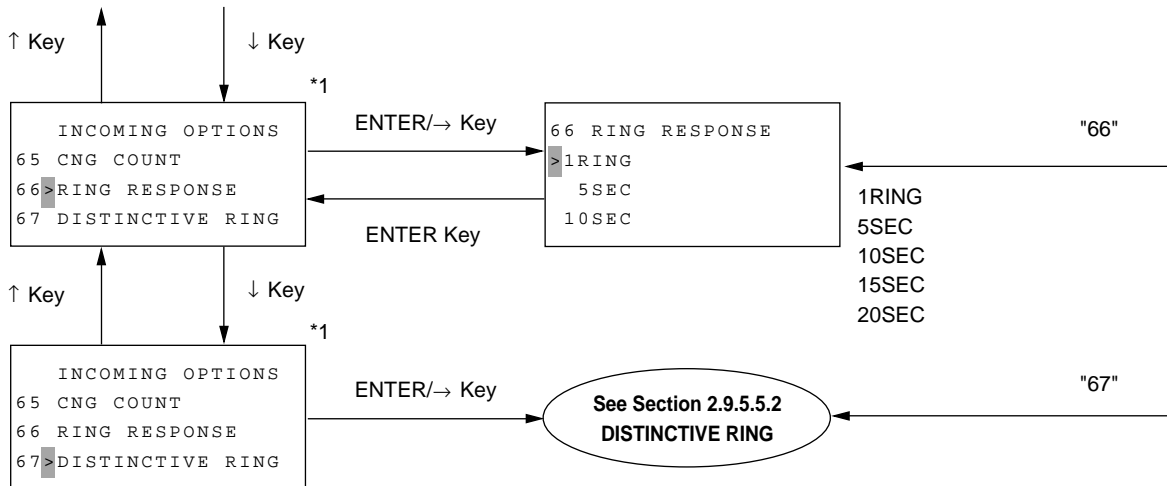 ↑ Key
↓ Key
*1
INCOMING OPTIONS
65 CNG COUNT
66>RING RESPONSE
67 DISTINCTIVE RING
ENTER/→ Key
ENTER Key
66 RING RESPONSE
>1RING
5SEC
10SEC
"66"
1RING
5SEC
10SEC
15SEC
20SEC
↑ Key
↓ Key
*1
INCOMING OPTIONS
65 CNG COUNT
66 RING RESPONSE
67>DISTINCTIVE RING
ENTER/→ Key
See Section 2.9.5.5.2
DISTINCTIVE RING
"67"